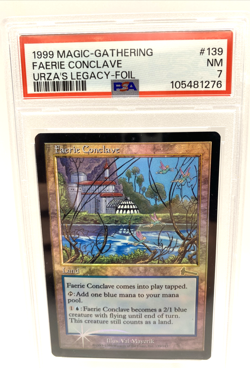 1999 MAGIC-GATHERING #139
FAERIE CONCLAVE NM
URZA'S LEGACY-FOIL PSA 7
105481276
Faerie Conclave
Land
Faerie Conclave comes into play tapped.
: Add one blue mana to your mana
pool.
1 : Faerie Conclave becomes a 2/1 blue
creature with flying until end of turn.
This creature still counts as a land.